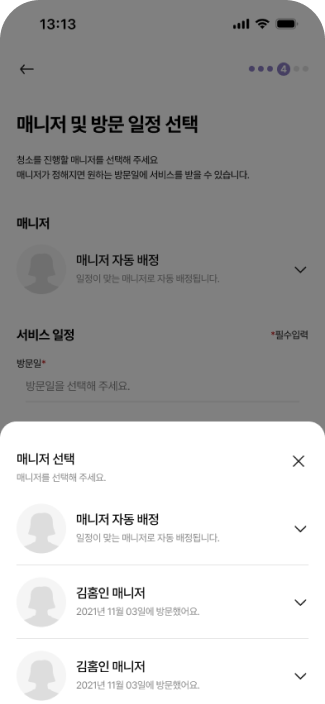 13:13
4
매니저 및 방문 일정 선택
청소를 진행할 매니저를 선택해 주세요
매니저가 정해지면 원하는 방문일에 서비스를 받을 수 있습니다.
매니저
매니저 자동 배정
일정이 맞는 매니저로 자동 배정됩니다.
서비스 일정
*필수입력
방문일*
방문일을 선택해 주세요.
매니저 선택
매니저를 선택해 주세요.
매니저 자동 배정
일정이 맞는 매니저로 자동 배정됩니다.
김홈인 매니저
2021년 11월 03일에 방문했어요.
김홈인 매니저
2021년 11월 03일에 방문했어요.